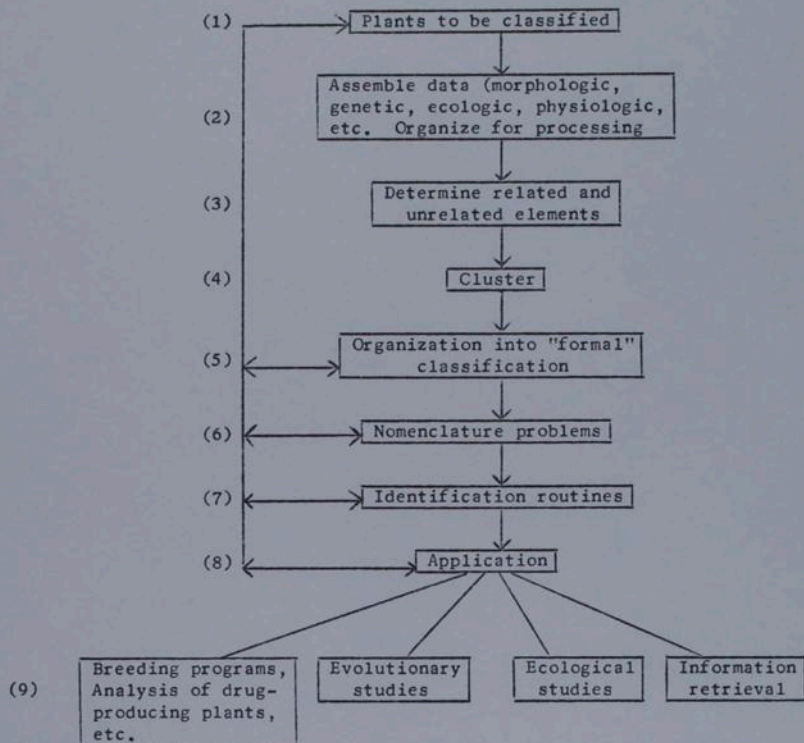 (1) Plants to be classified
Assemble data (morphologic,
(2) genetic, ecologic, physiologic,
etc. Organize for processing
(3) Determine related and
unrelated elements
(4) Cluster
Organization into "formal"
(5) classification
(6) Nomenclature problems
(7) Identification routines
(8) Application
(9) Breeding programs,
Analysis of drug-
producing plants,
etc.
Evolutionary
studies
Ecological
studies
Information
retrieval